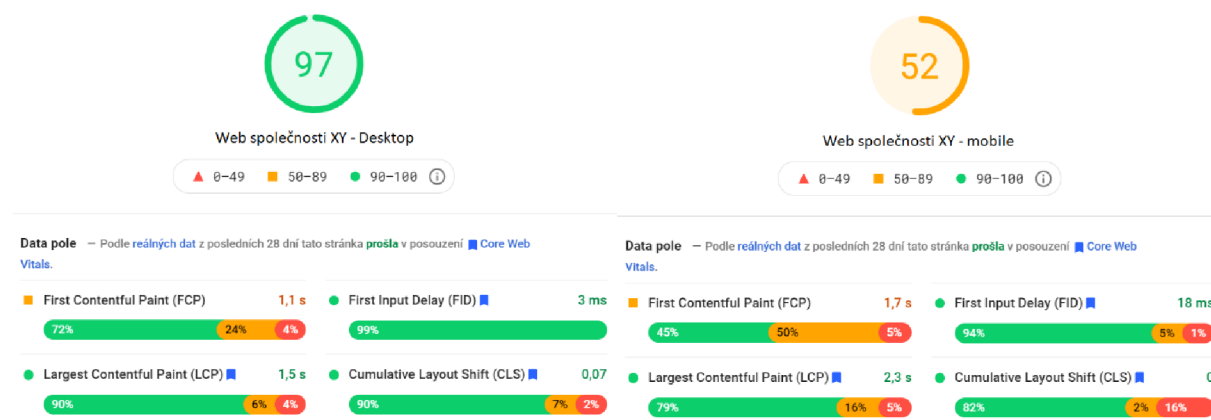 97
Web společnosti XY - Desktop
0–49 50–89 90–100
Data pole — Podle reálných dat z posledních 28 dní tato stránka prošla v posouzení Core Web
Vitals.
First Contentful Paint (FCP) 1,1 s
72% 24% 4%
First Input Delay (FID) 3 ms
99%
Largest Contentful Paint (LCP) 1,5 s
90% 6% 4%
Cumulative Layout Shift (CLS) 0,07
90% 7% 2%
52
Web společnosti XY - mobile
0–49 50–89 90–100
Data pole — Podle reálných dat z posledních 28 dní tato stránka prošla v posouzení Core Web
Vitals.
First Contentful Paint (FCP) 1,7 s
45% 50% 5%
First Input Delay (FID) 18 ms
94% 5% 1%
Largest Contentful Paint (LCP) 2,3 s
79% 16% 5%
Cumulative Layout Shift (CLS)
82% 2% 16%